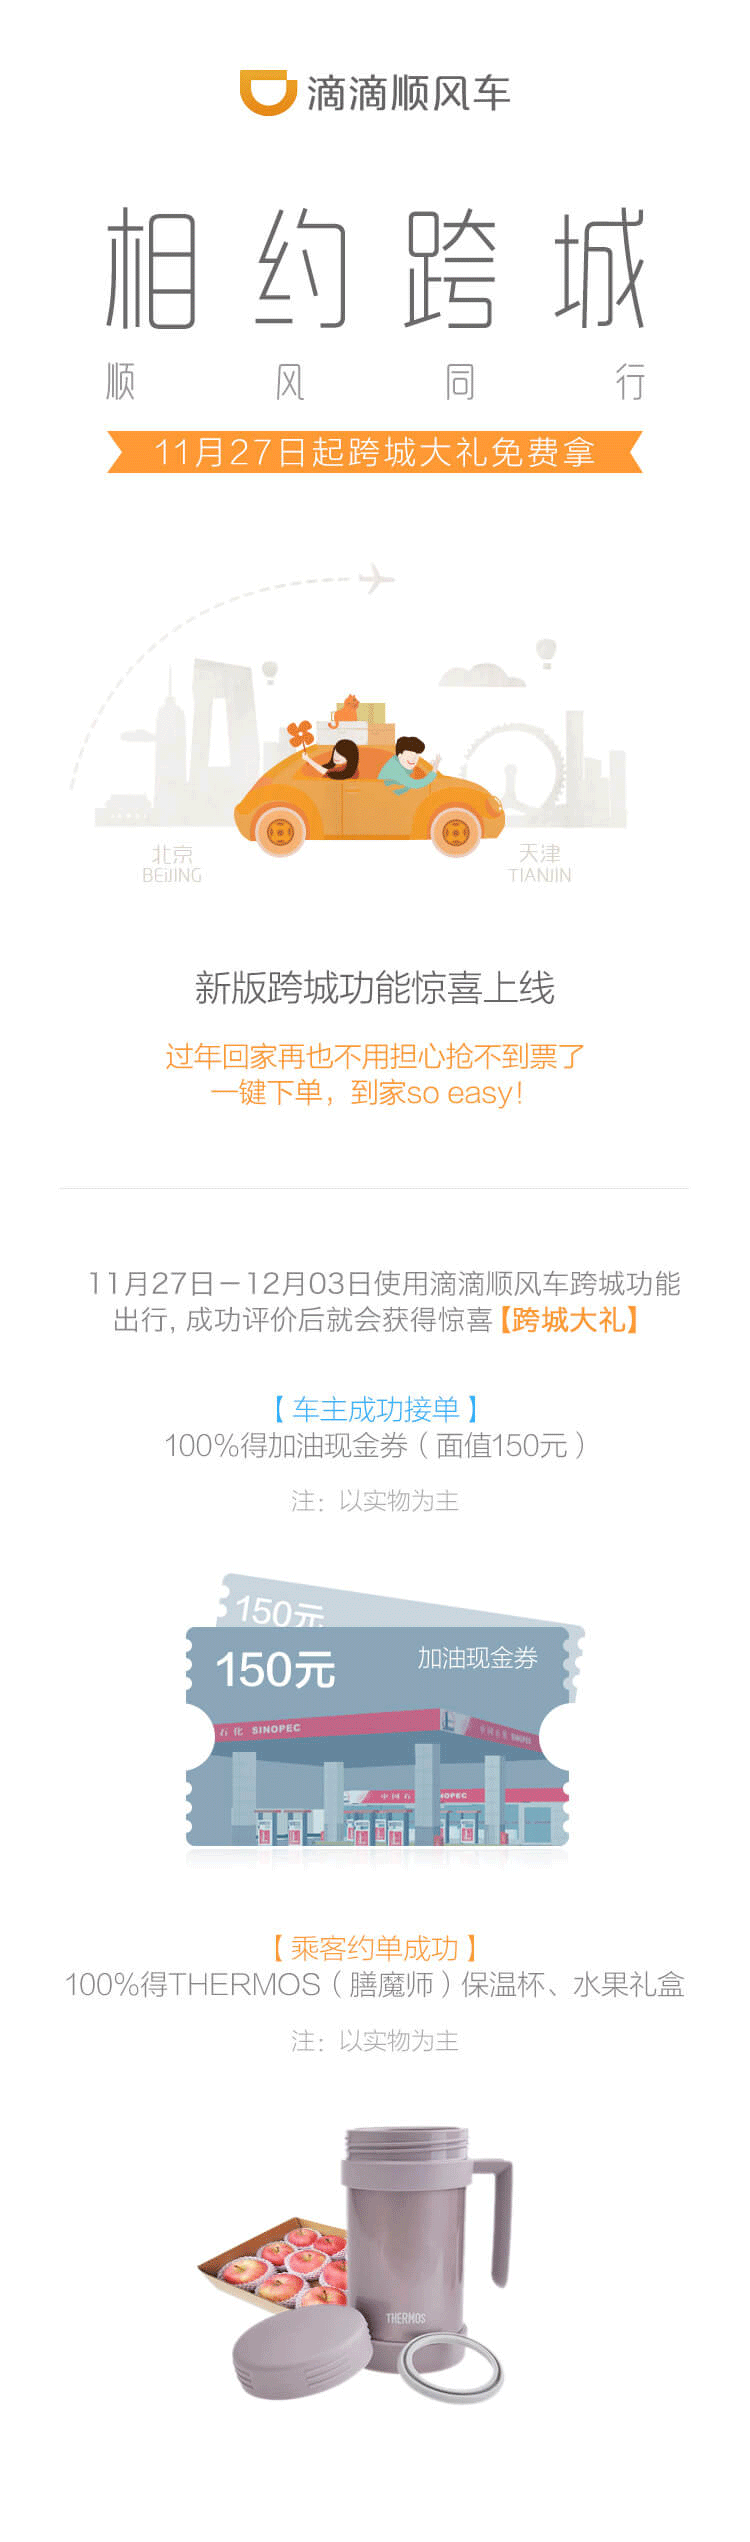 滴滴顺风车
相约跨城
顺风同行
11月27日起跨城大礼免费拿
北京
BEIJING
天津
TIANJIN
新版跨城功能惊喜上线
过年回家再也不用担心抢不到票了
一键下单，到家so easy！
11月27日－12月03日使用滴滴顺风车跨城功能
出行，成功评价后就会获得惊喜【跨城大礼】
【车主成功接单】
100%得加油现金券（面值150元）
注：以实物为主
150元
150元
加油现金券
石化 SINOPEC
中国石化 SINOPEC
中国石
NOPEC
【乘客约单成功】
100%得THERMOS（膳魔师）保温杯、水果礼盒
注：以实物为主
THERMOS